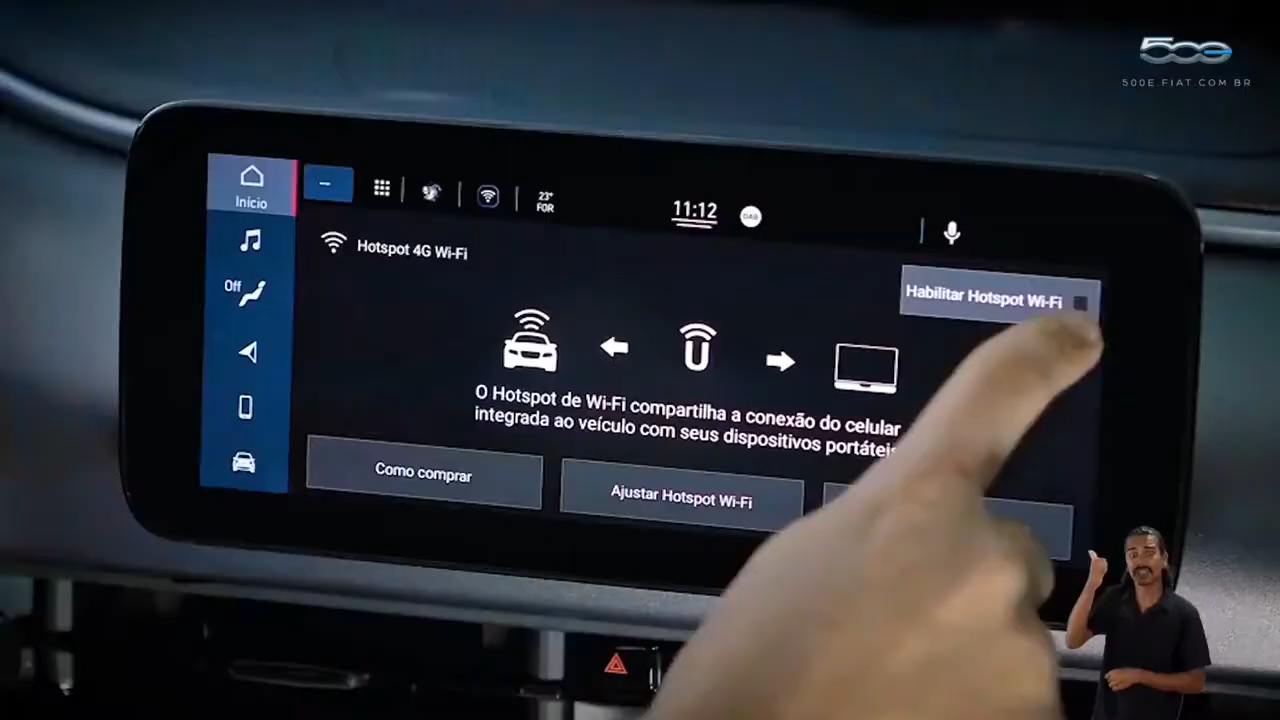 500e
500E.FIAT.COM.BR
Início
23°
FOR
11:12
DAB
Hotspot 4G Wi-Fi
Habilitar Hotspot Wi-Fi
Off
O Hotspot de Wi-Fi compartilha a conexão do celular
integrada ao veículo com seus dispositivos portáteis
Como comprar
Ajustar Hotspot Wi-Fi